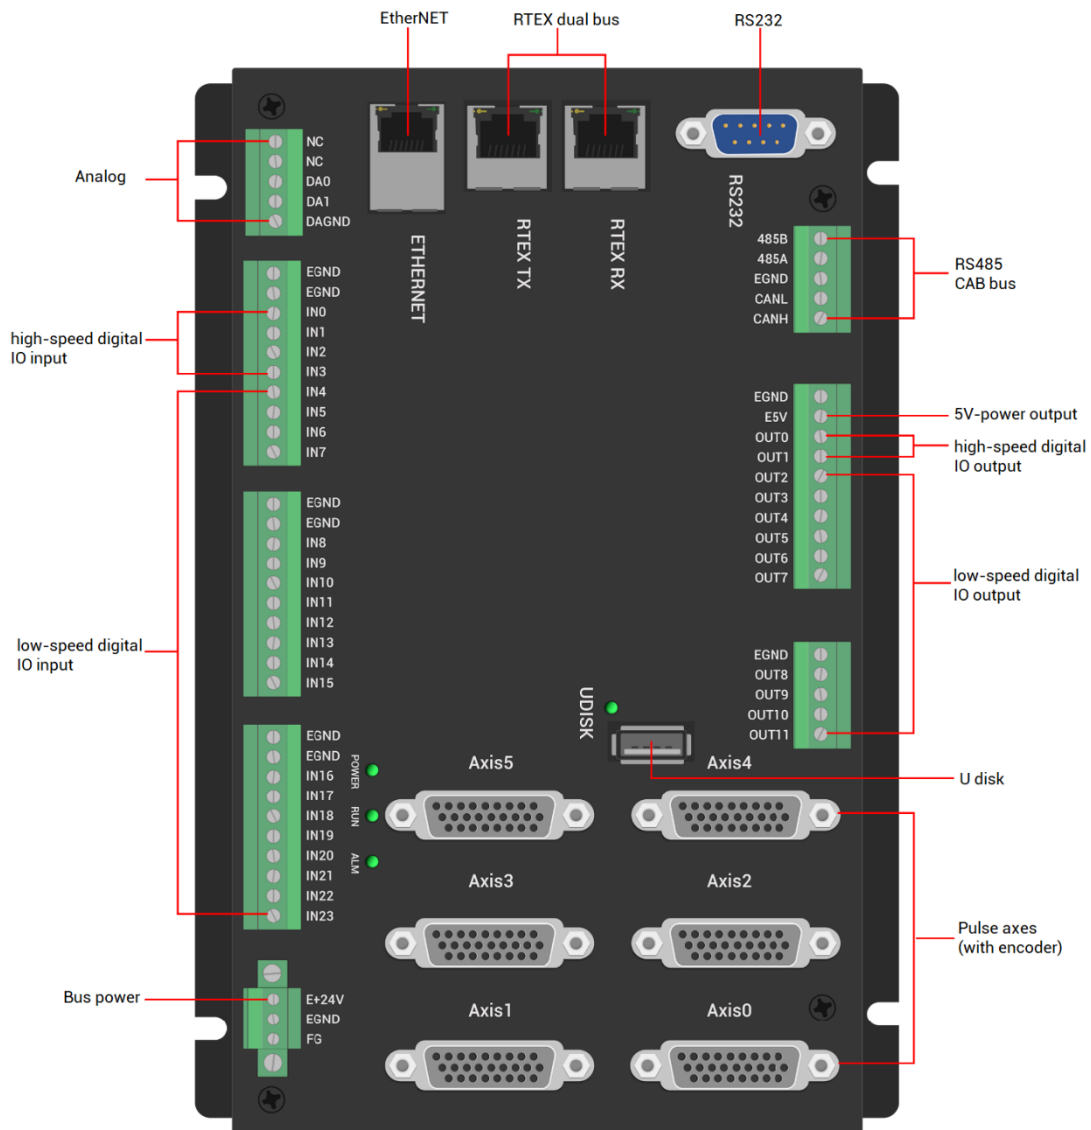 EtherNET
RTEX dual bus
RS232
Analog
NC
NC
DA0
DA1
DAGND
ETHERNET
RTEX TX
RTEX RX
RS232
485B
485A
EGND
CANL
CANH
RS485
CAB bus
high-speed digital
IO input
EGND
EGND
IN0
IN1
IN2
IN3
IN4
IN5
IN6
IN7
EGND
E5V
OUT0
OUT1
OUT2
OUT3
OUT4
OUT5
OUT6
OUT7
5V-power output
high-speed digital
IO output
low-speed digital
IO output
low-speed digital
IO input
EGND
EGND
IN8
IN9
IN10
IN11
IN12
IN13
IN14
IN15
EGND
OUT8
OUT9
OUT10
OUT11
UDISK
U disk
EGND
EGND
IN16
IN17
IN18
IN19
IN20
IN21
IN22
IN23
POWER
RUN
ALM
Axis5
Axis4
Axis3
Axis2
Axis1
Axis0
Pulse axes
(with encoder)
Bus power
E+24V
EGND
FG